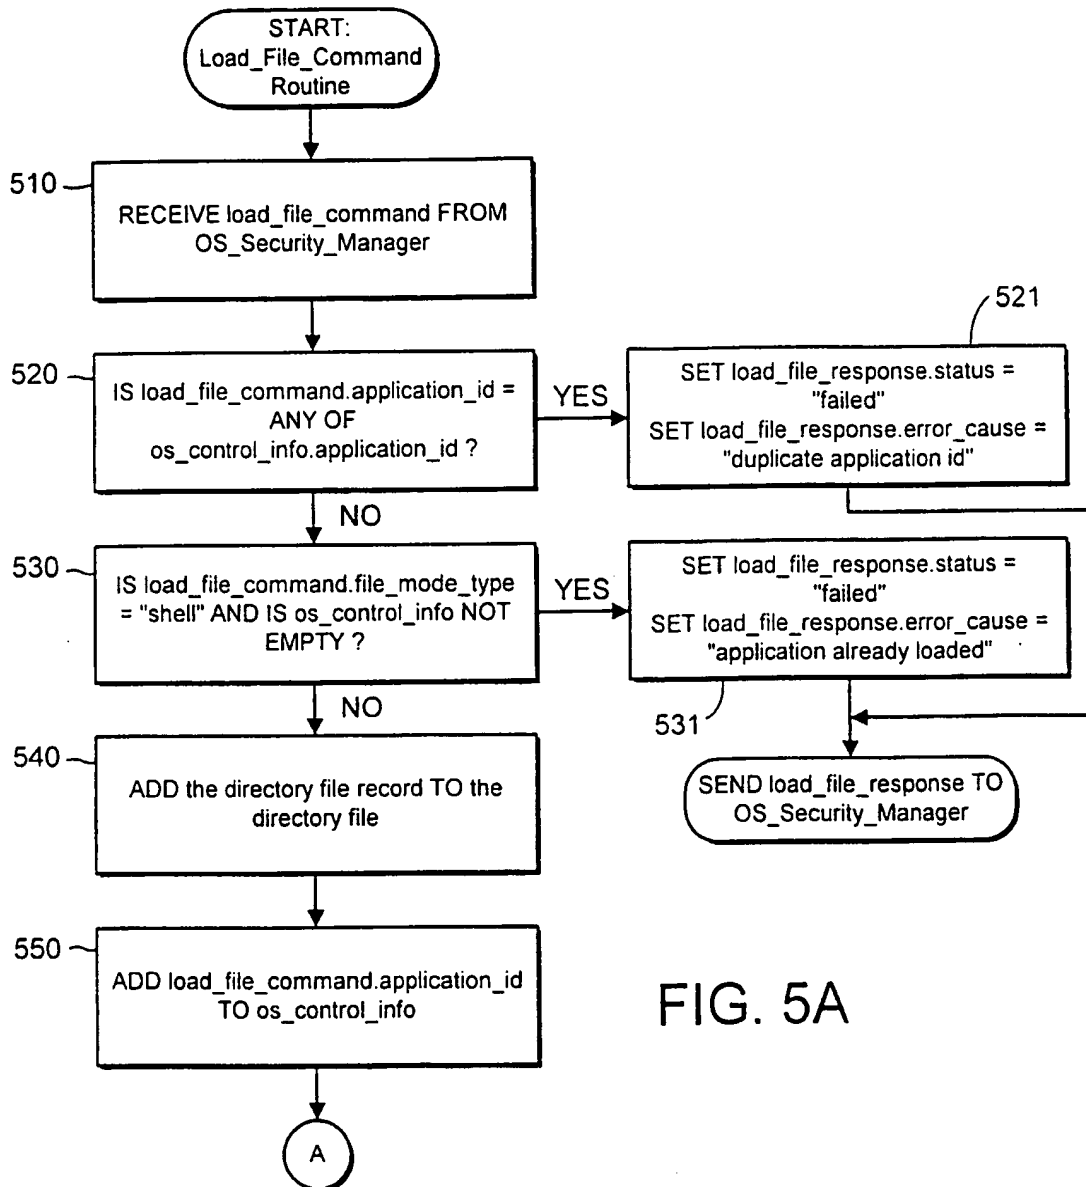 START:
Load_File_Command
Routine
510
RECEIVE load_file_command FROM
OS_Security_Manager
520
IS load_file_command.application_id =
ANY OF
os_control_info.application_id ?
YES
521
SET load_file_response.status =
"failed"
SET load_file_response.error_cause =
"duplicate application id"
NO
530
IS load_file_command.file_mode_type
= "shell" AND IS os_control_info NOT
EMPTY ?
YES
SET load_file_response.status =
"failed"
SET load_file_response.error_cause =
"application already loaded"
531
NO
540
ADD the directory file record TO the
directory file
SEND load_file_response TO
OS_Security_Manager
550
ADD load_file_command.application_id
TO os_control_info
FIG. 5A
A